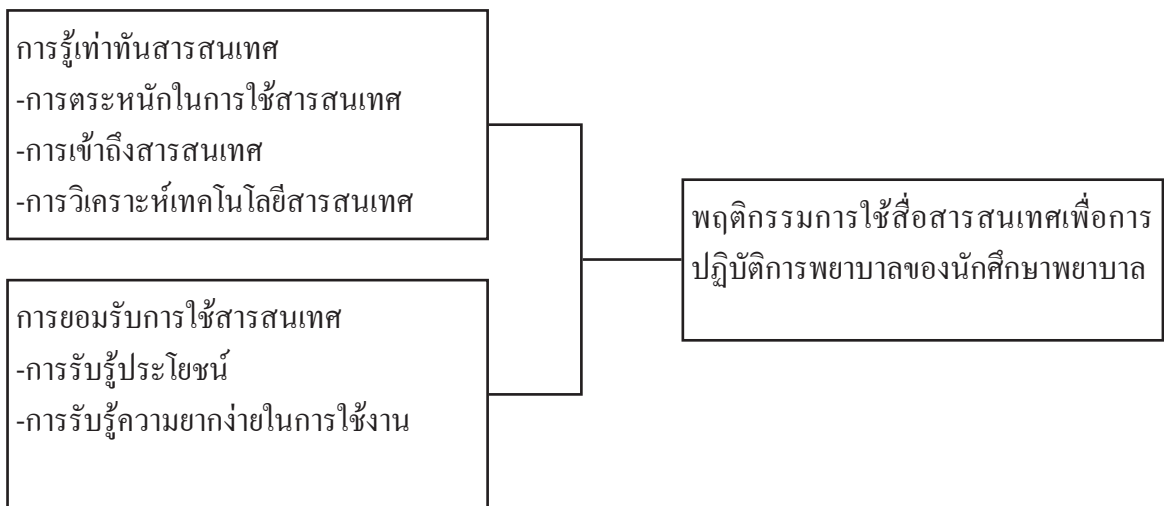 การรู้เท่าทันสารสนเทศ
-การตระหนักในการใช้สารสนเทศ
-การเข้าถึงสารสนเทศ
-การวิเคราะห์เทคโนโลยีสารสนเทศ
การยอมรับการใช้สารสนเทศ
-การรับรู้ประโยชน์
-การรับรู้ความยากง่ายในการใช้งาน
พฤติกรรมการใช้สื่อสารสนเทศเพื่อการ
ปฏิบัติการพยาบาลของนักศึกษาพยาบาล